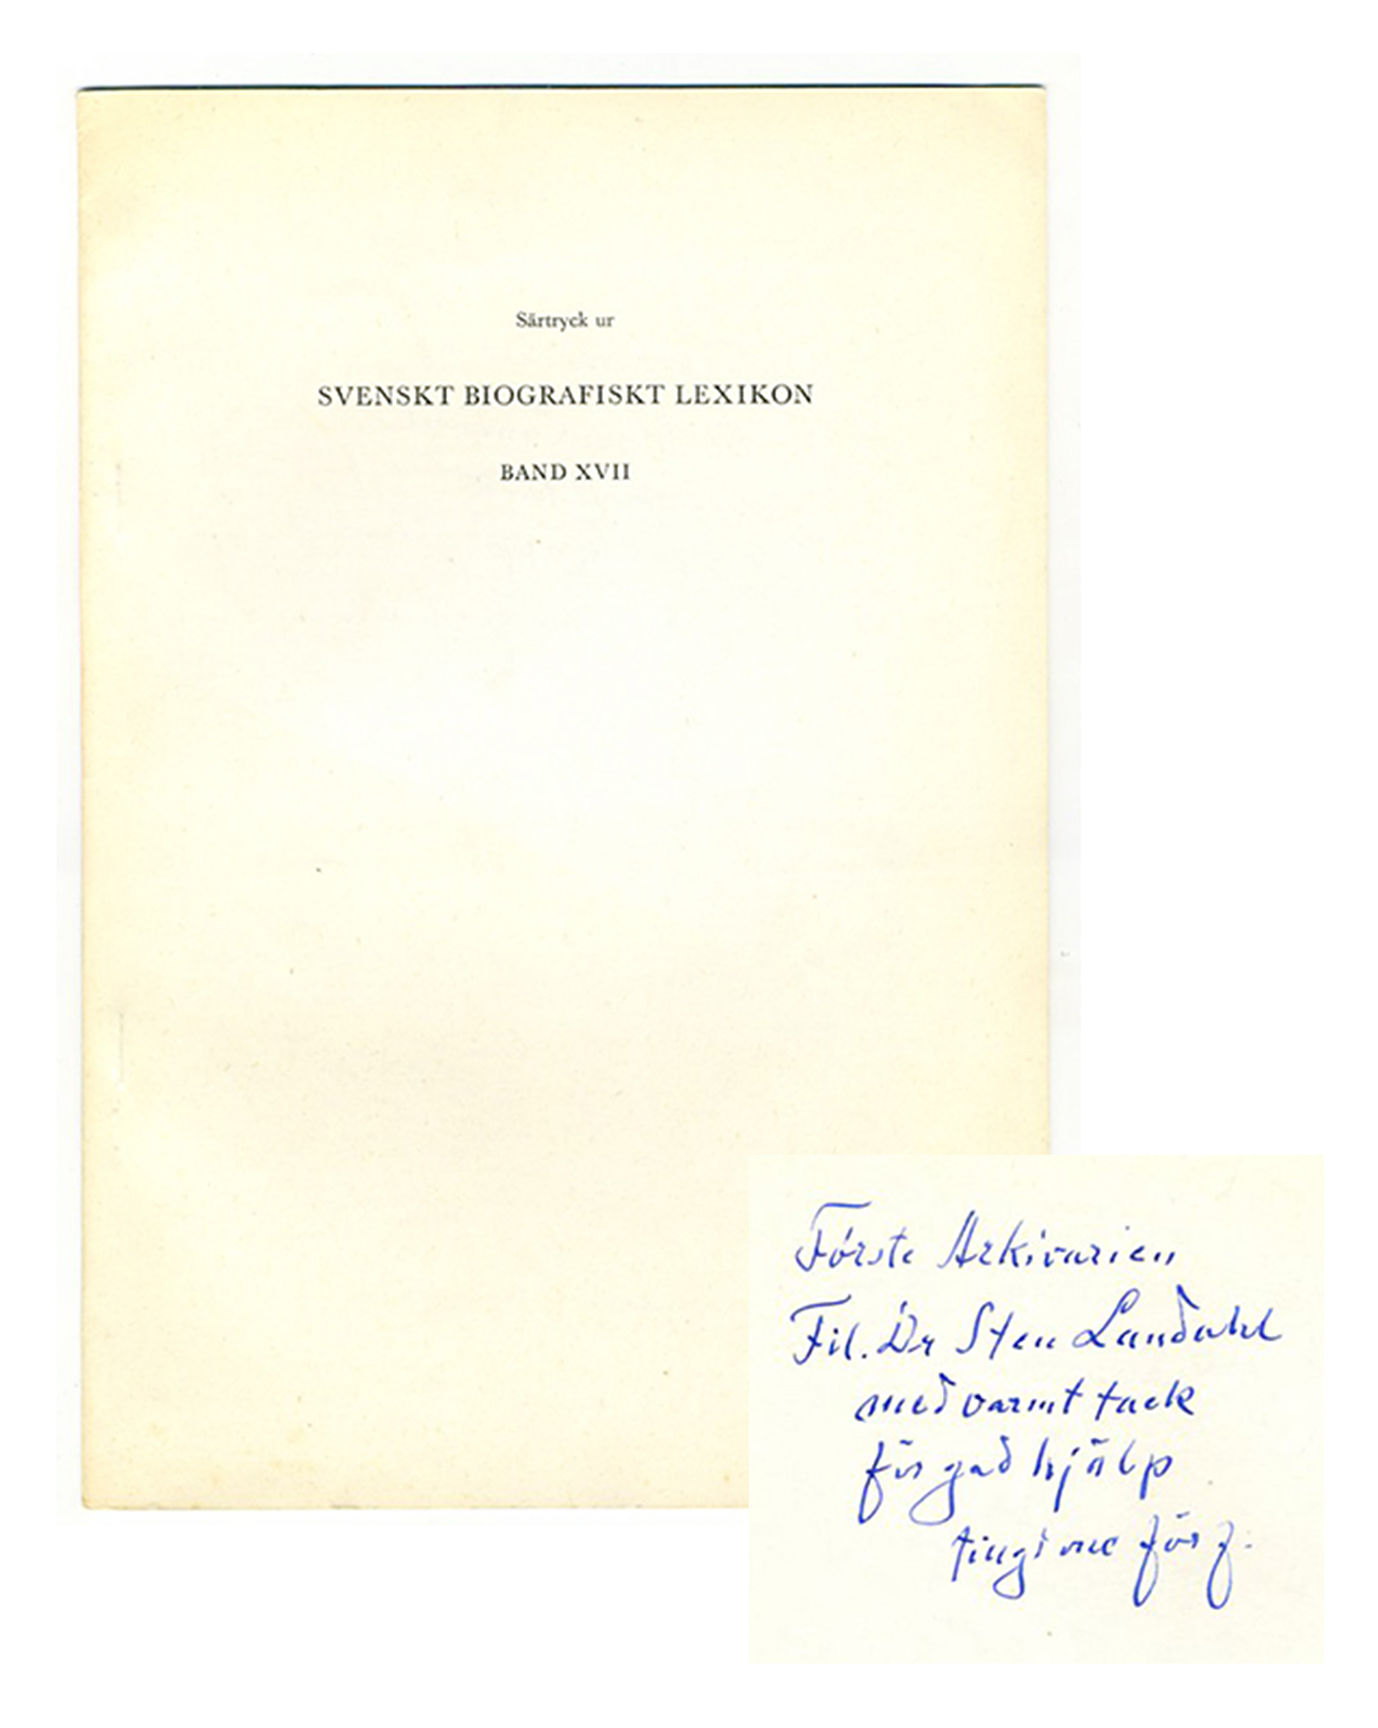 Särtryck ur
SVENSKT BIOGRAFISKT LEXIKON
BAND XVII
Förste Arkivarien
Fil. Dr Sten Landahl
med varmt tack
för god hjälp
förf.